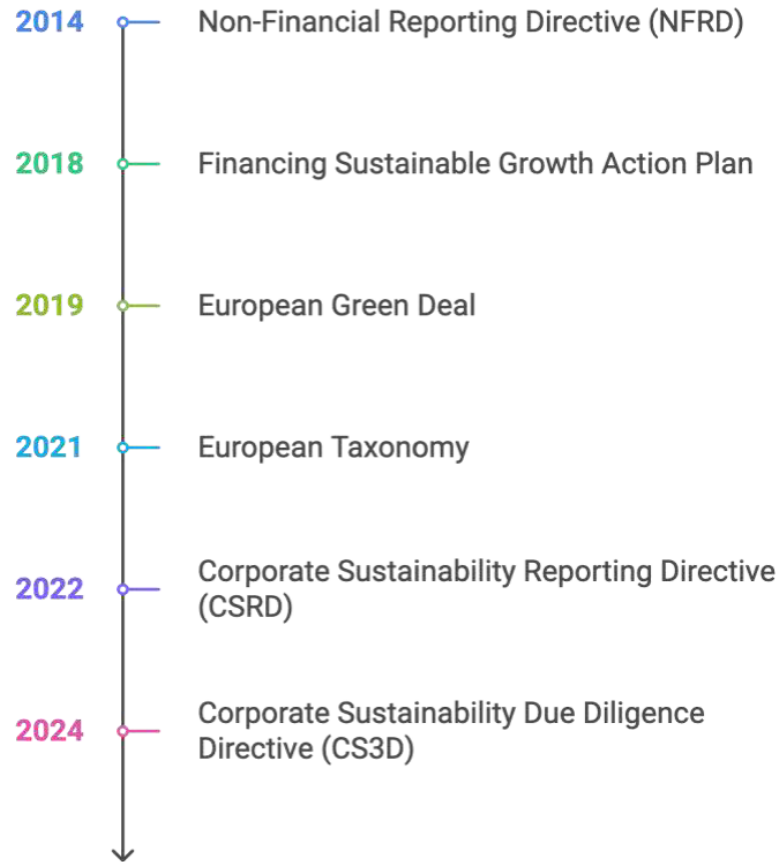 2014 Non-Financial Reporting Directive (NFRD)
2018 Financing Sustainable Growth Action Plan
2019 European Green Deal
2021 European Taxonomy
2022 Corporate Sustainability Reporting Directive
(CSRD)
2024 Corporate Sustainability Due Diligence
Directive (CS3D)